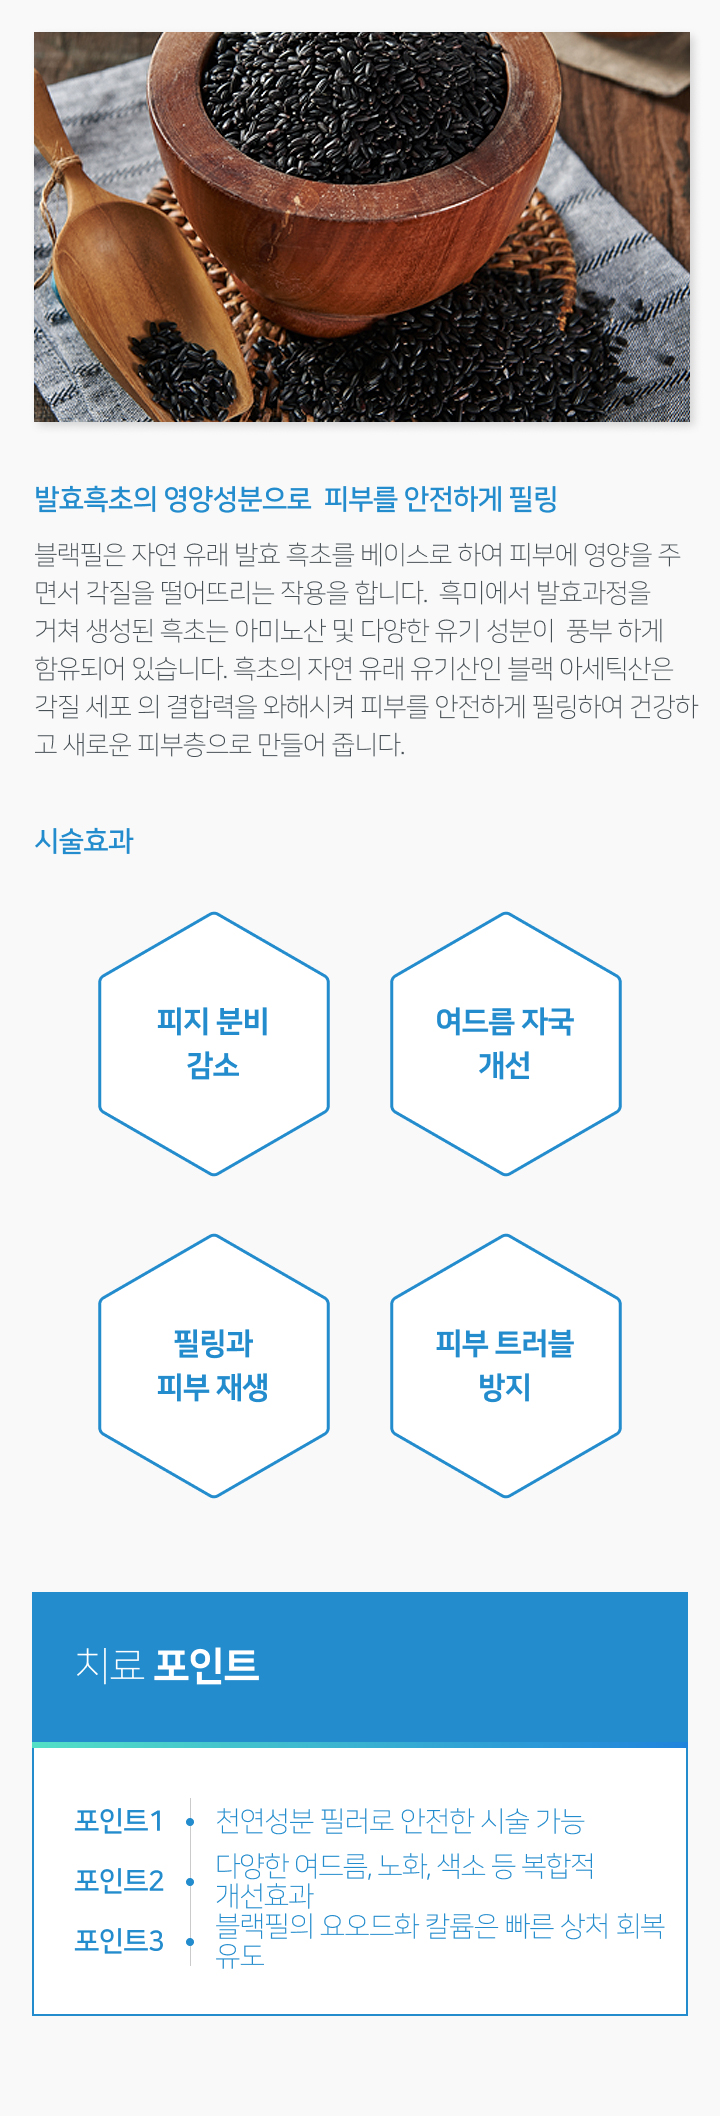 발효흑초의 영양성분으로  피부를 안전하게 필링
블랙필은 자연 유래 발효 흑초를 베이스로 하여 피부에 영양을 주
면서 각질을 떨어뜨리는 작용을 합니다.  흑미에서 발효과정을
거쳐 생성된 흑초는 아미노산 및 다양한 유기 성분이  풍부 하게
함유되어 있습니다. 흑초의 자연 유래 유기산인 블랙 아세틱산은
각질 세포 의 결합력을 와해시켜 피부를 안전하게 필링하여 건강하
고 새로운 피부층으로 만들어 줍니다.
시술효과
피지 분비
감소
여드름 자국
개선
필링과
피부 재생
피부 트러블
방지
치료 포인트
포인트1 천연성분 필러로 안전한 시술 가능
포인트2 다양한 여드름, 노화, 색소 등 복합적
개선효과
포인트3 블랙필의 요오드화 칼륨은 빠른 상처 회복
유도